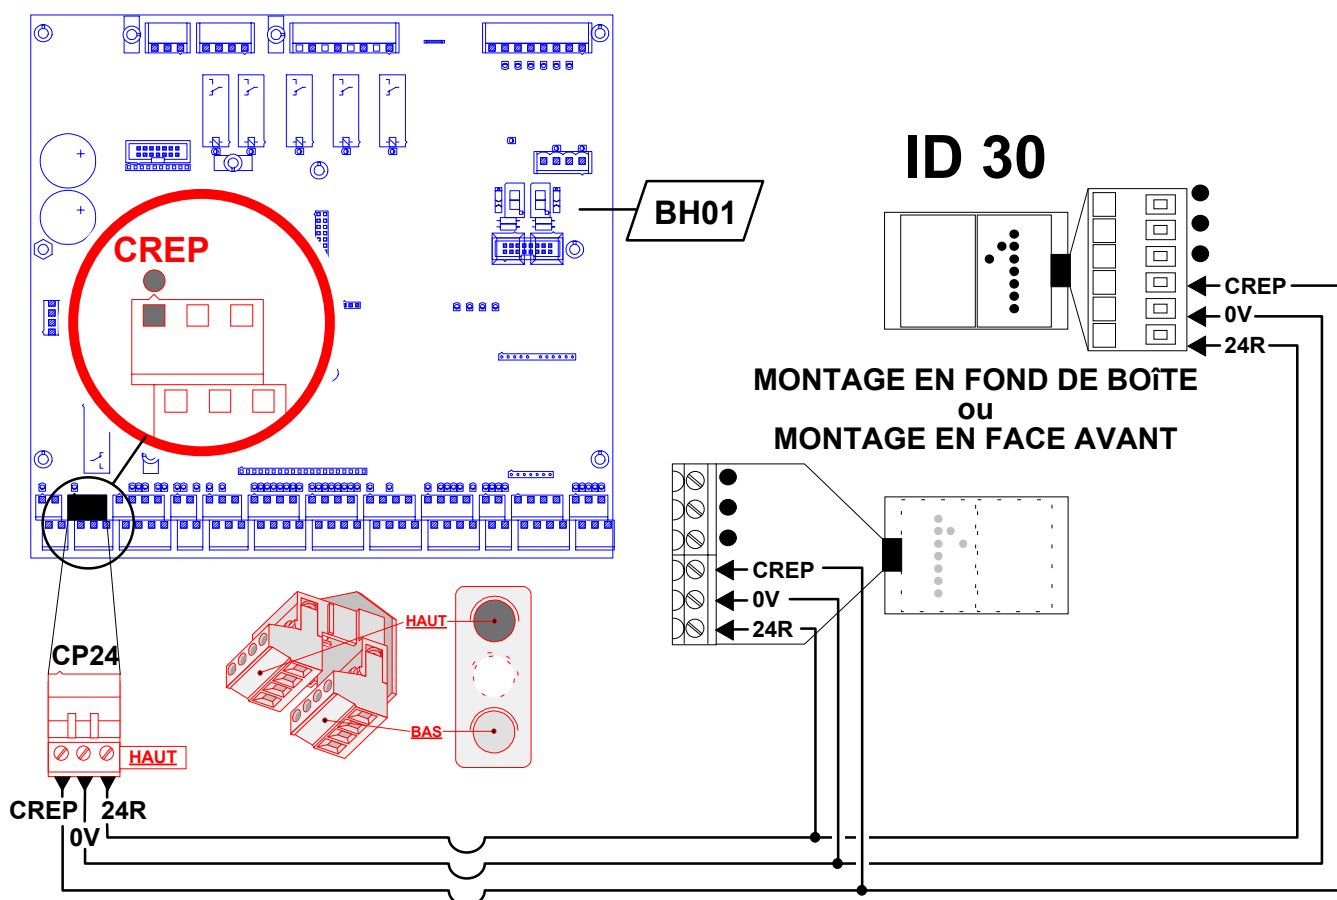 CREP
BH01
ID 30
CREP
0V
24R
MONTAGE EN FOND DE BOîTE
ou
MONTAGE EN FACE AVANT
CREP
0V
24R
HAUT
BAS
CP24
HAUT
CREP
24R
0V